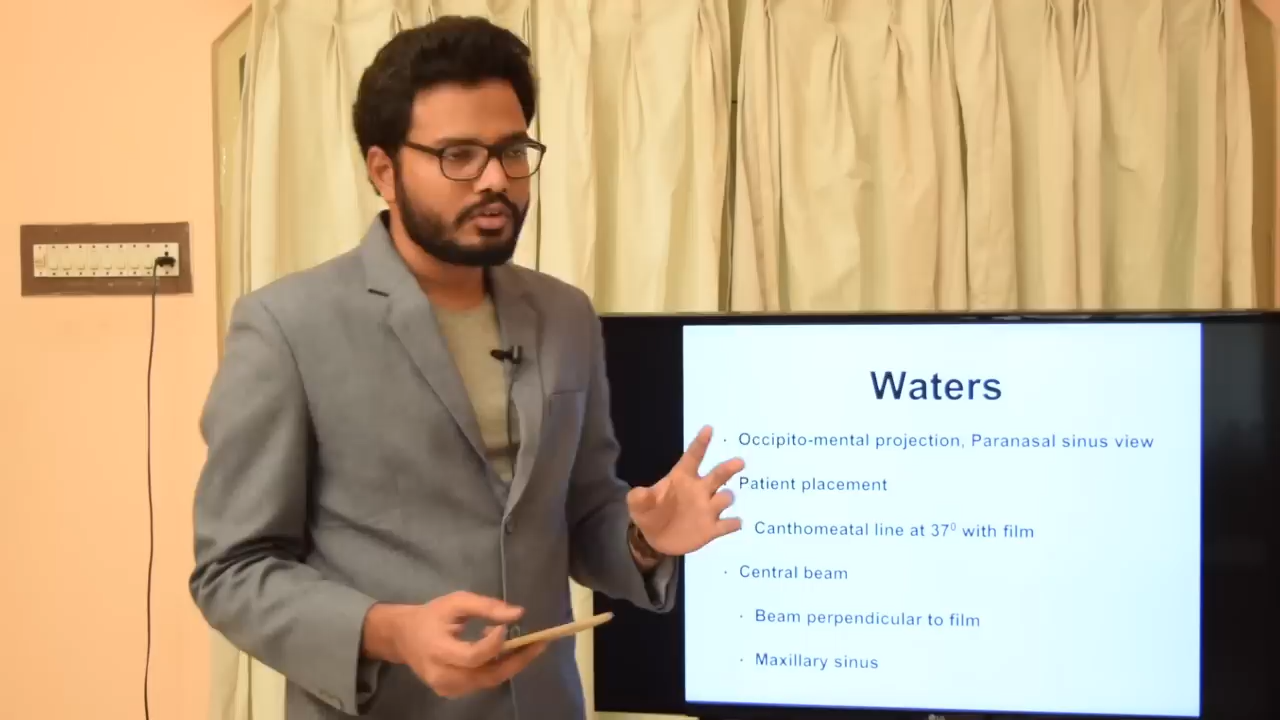 Waters
· Occipito-mental projection, Paranasal sinus view
· Patient placement
Canthomeatal line at 37⁰ with film
· Central beam
· Beam perpendicular to film
· Maxillary sinus
LG